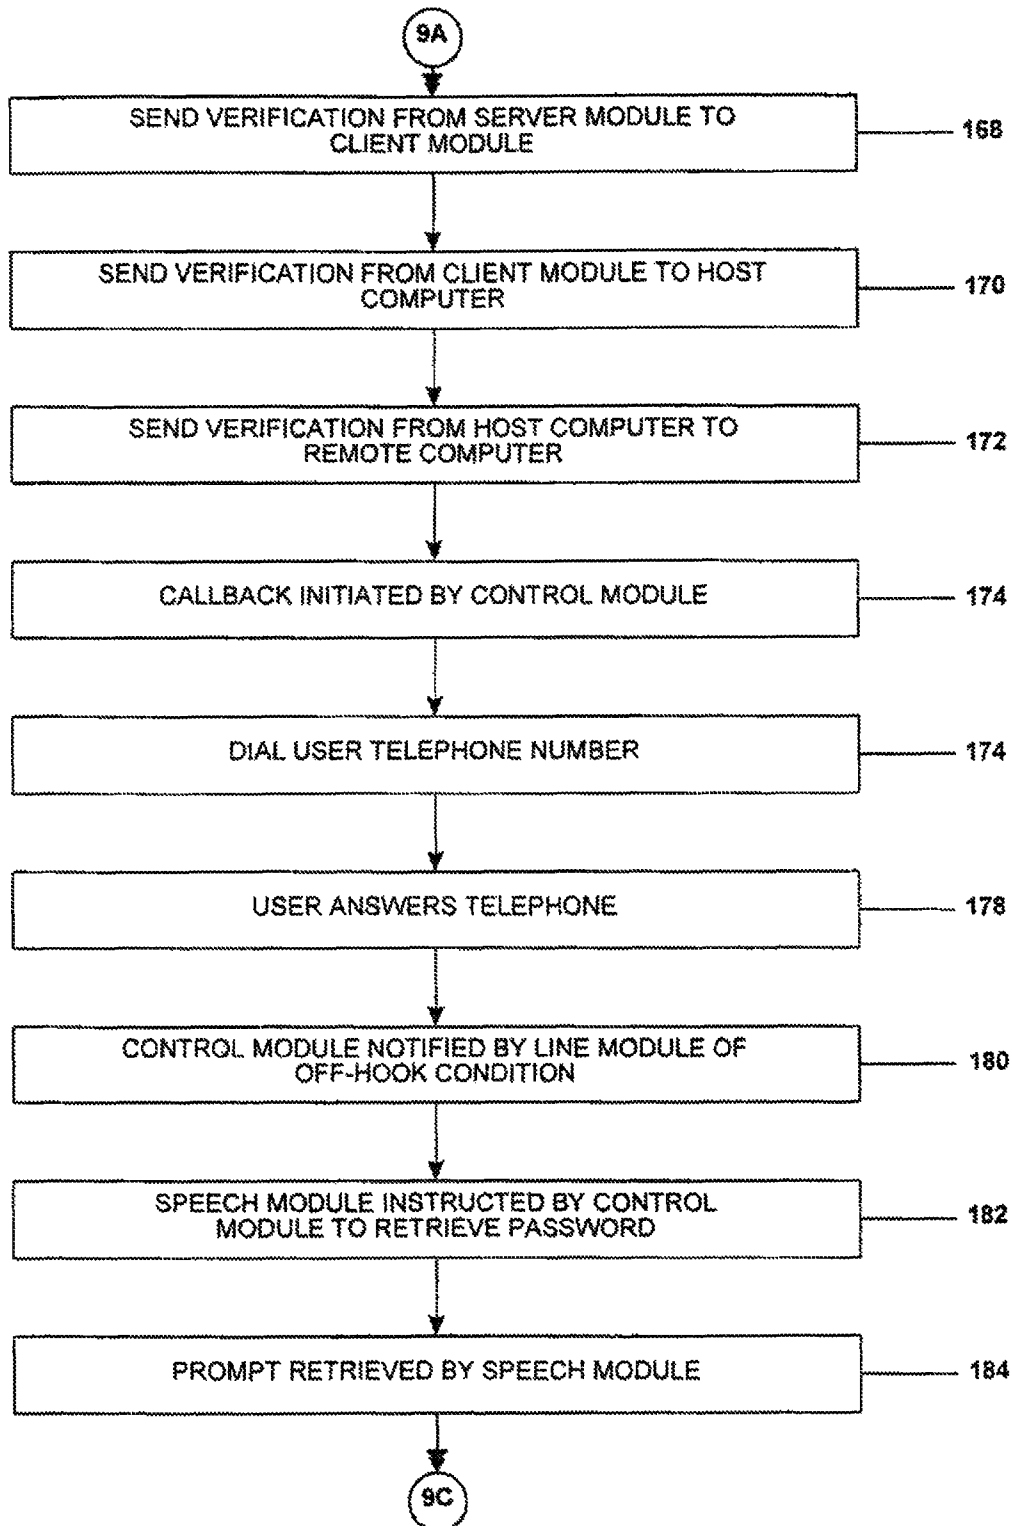 9A
SEND VERIFICATION FROM SERVER MODULE TO
CLIENT MODULE
168
SEND VERIFICATION FROM CLIENT MODULE TO HOST
COMPUTER
170
SEND VERIFICATION FROM HOST COMPUTER TO
REMOTE COMPUTER
172
CALLBACK INITIATED BY CONTROL MODULE
174
DIAL USER TELEPHONE NUMBER
174
USER ANSWERS TELEPHONE
178
CONTROL MODULE NOTIFIED BY LINE MODULE OF
OFF-HOOK CONDITION
180
SPEECH MODULE INSTRUCTED BY CONTROL
MODULE TO RETRIEVE PASSWORD
182
PROMPT RETRIEVED BY SPEECH MODULE
184
9C